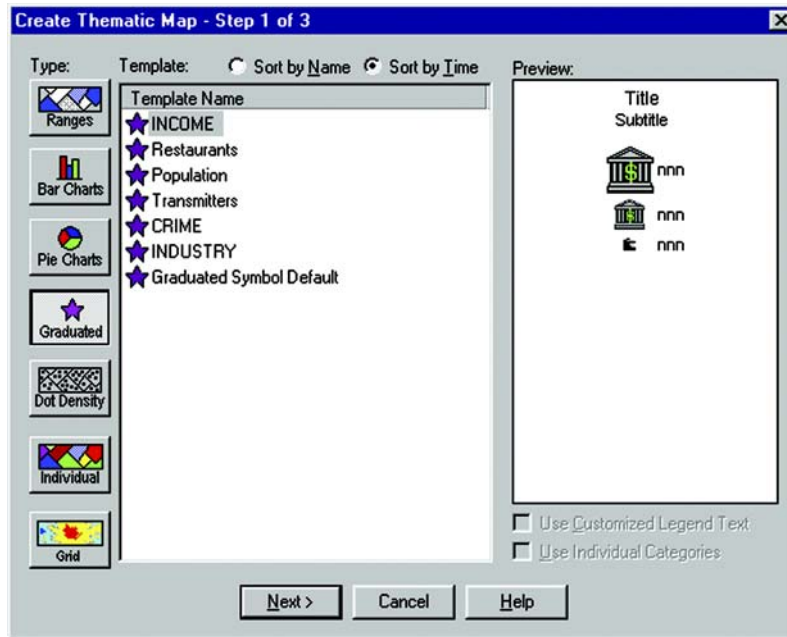 Create Thematic Map - Step 1 of 3
Type:
Ranges
Bar Charts
Pie Charts
Graduated
Dot Density
Individual
Grid
Template: Sort by Name Sort by Time
Template Name
INCOME
Restaurants
Population
Transmitters
CRIME
INDUSTRY
Graduated Symbol Default
Preview:
Title
Subtitle
$ nnn
$ nnn
nnn
Use Customized Legend Text
Use Individual Categories
Next > Cancel Help